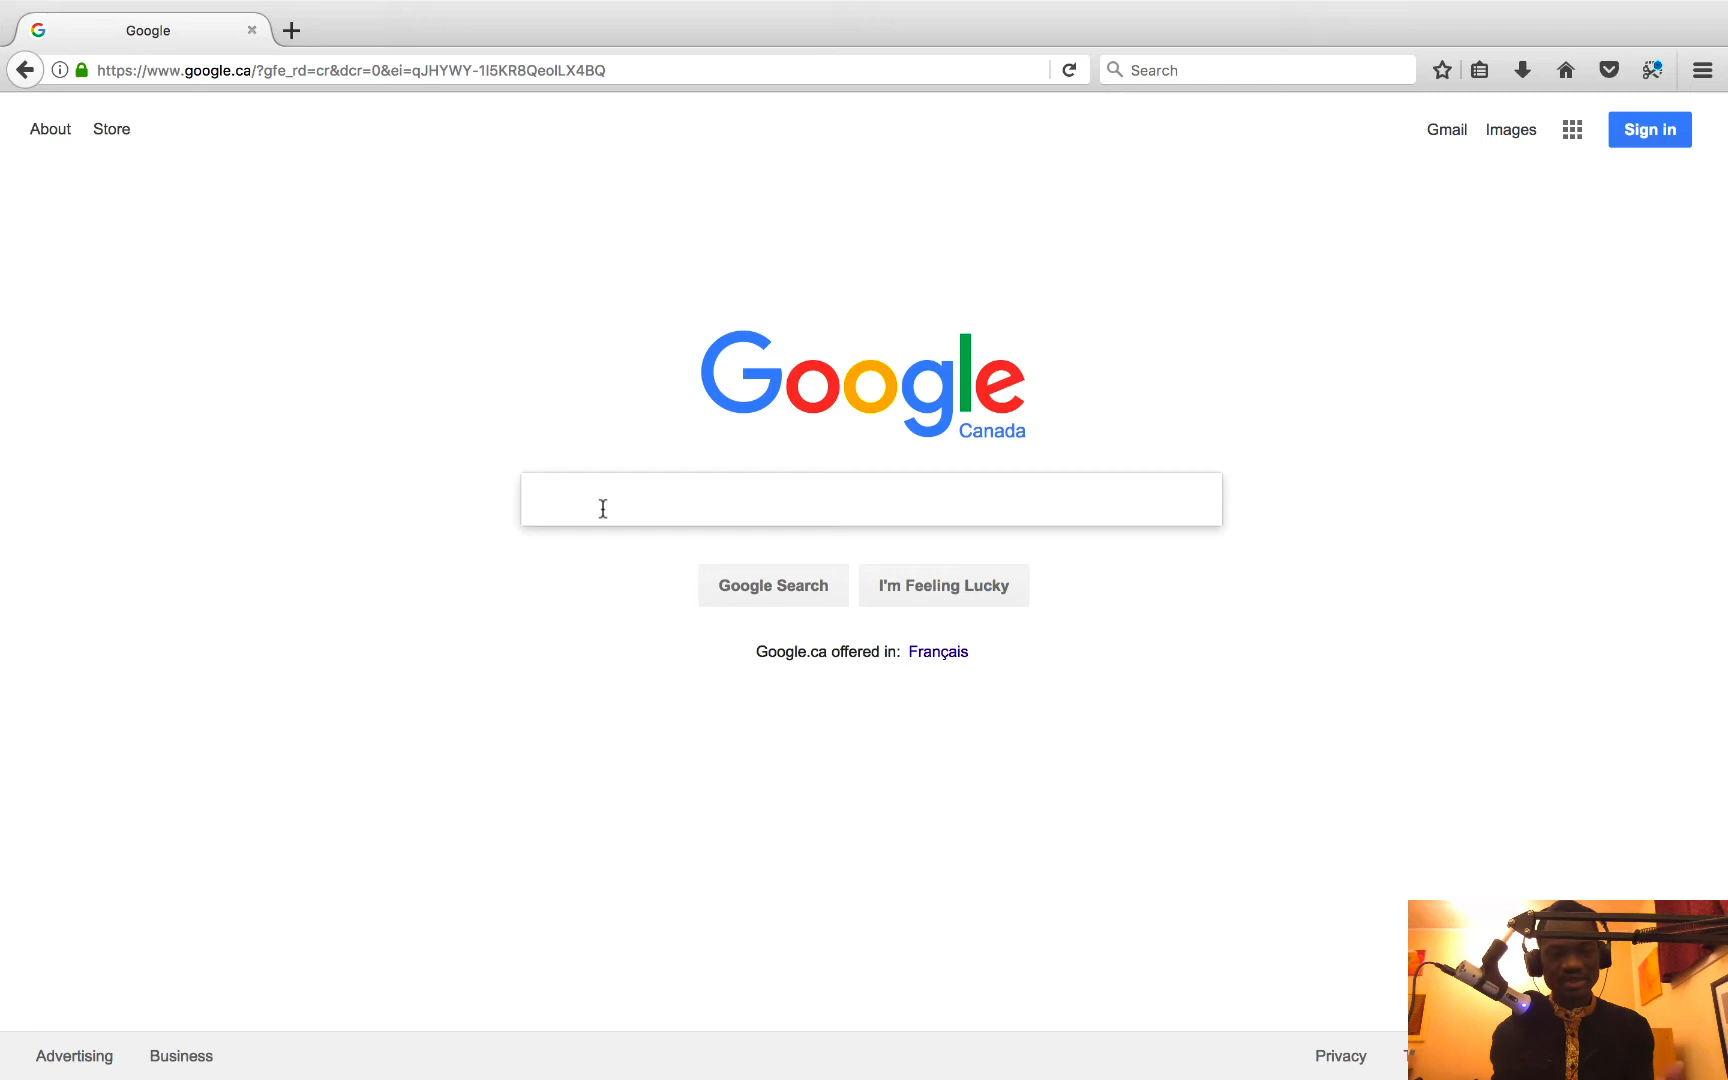 Google
https://www.google.ca/?gfe_rd=cr&dcr=0&ei=qJHYWY-1I5KR8QeolLX4BQ
Search
About Store
Gmail Images Sign in
Google
Canada
Google Search I'm Feeling Lucky
Google.ca offered in: Français
Advertising Business
Privacy